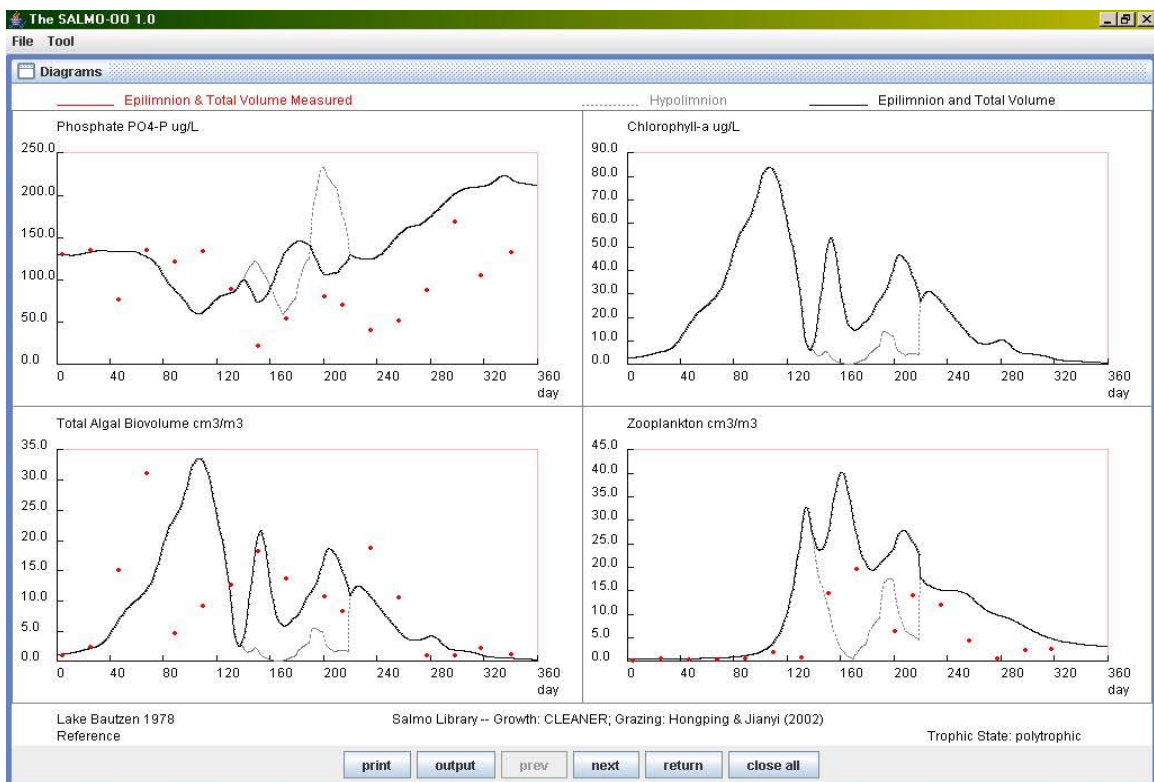 The SALMO-OO 1.0
File Tool
Diagrams
Epilimnion & Total Volume Measured
Hypolimnion
Epilimnion and Total Volume
Phosphate PO4-P ug/L
250.0
200.0
150.0
100.0
50.0
0.0
0 40 80 120 160 200 240 280 320 360
day
Chlorophyll-a ug/L
90.0
80.0
70.0
60.0
50.0
40.0
30.0
20.0
10.0
0.0
0 40 80 120 160 200 240 280 320 360
day
Total Algal Biovolume cm3/m3
35.0
30.0
25.0
20.0
15.0
10.0
5.0
0.0
0 40 80 120 160 200 240 280 320 360
day
Zooplankton cm3/m3
45.0
40.0
35.0
30.0
25.0
20.0
15.0
10.0
5.0
0.0
0 40 80 120 160 200 240 280 320 360
day
Lake Bautzen 1978
Salmo Library -- Growth: CLEANER; Grazing: Hongping & Jianyi (2002)
Reference
Trophic State: polytrophic
print output prev next return close all